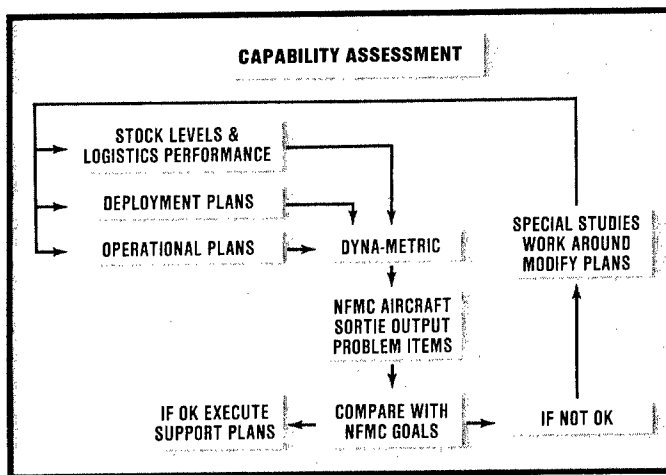 CAPABILITY ASSESSMENT
STOCK LEVELS &
LOGISTICS PERFORMANCE
DEPLOYMENT PLANS
OPERATIONAL PLANS
DYNA-METRIC
SPECIAL STUDIES
WORK AROUND
MODIFY PLANS
NFMC AIRCRAFT
SORTIE OUTPUT
PROBLEM ITEMS
IF OK EXECUTE
SUPPORT PLANS
COMPARE WITH
NFMC GOALS
IF NOT OK